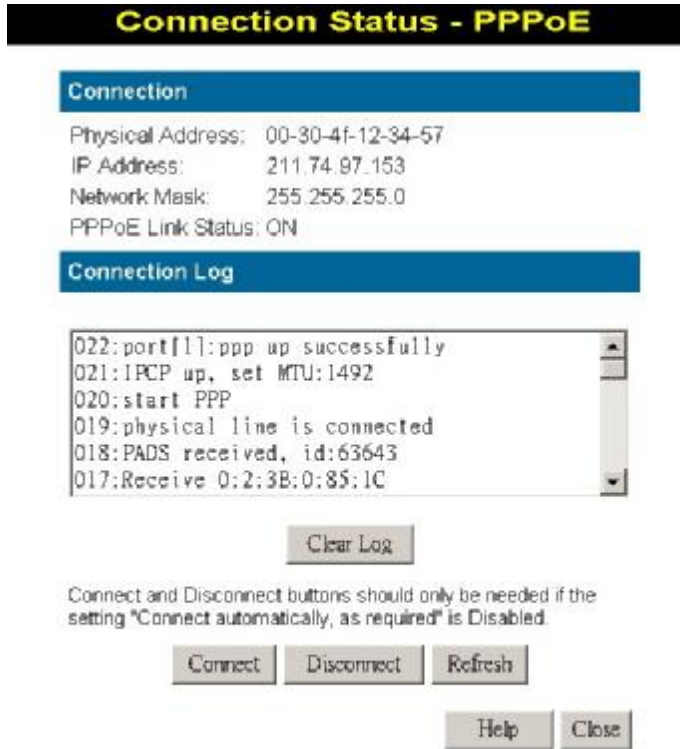 Connection Status - PPPoE
Connection
Physical Address: 00-30-4f-12-34-57
IP Address: 211.74.97.153
Network Mask: 255.255.255.0
PPPoE Link Status: ON
Connection Log
022:port[1]:ppp up successfully
021:IPCP up, set MTU:1492
020:start PPP
019:physical line is connected
018:PADS received, id:63643
017:Receive 0:2:3B:0:85:1C
Clear Log
Connect and Disconnect buttons should only be needed if the
setting "Connect automatically, as required" is Disabled.
Connect Disconnect Refresh
Help Close